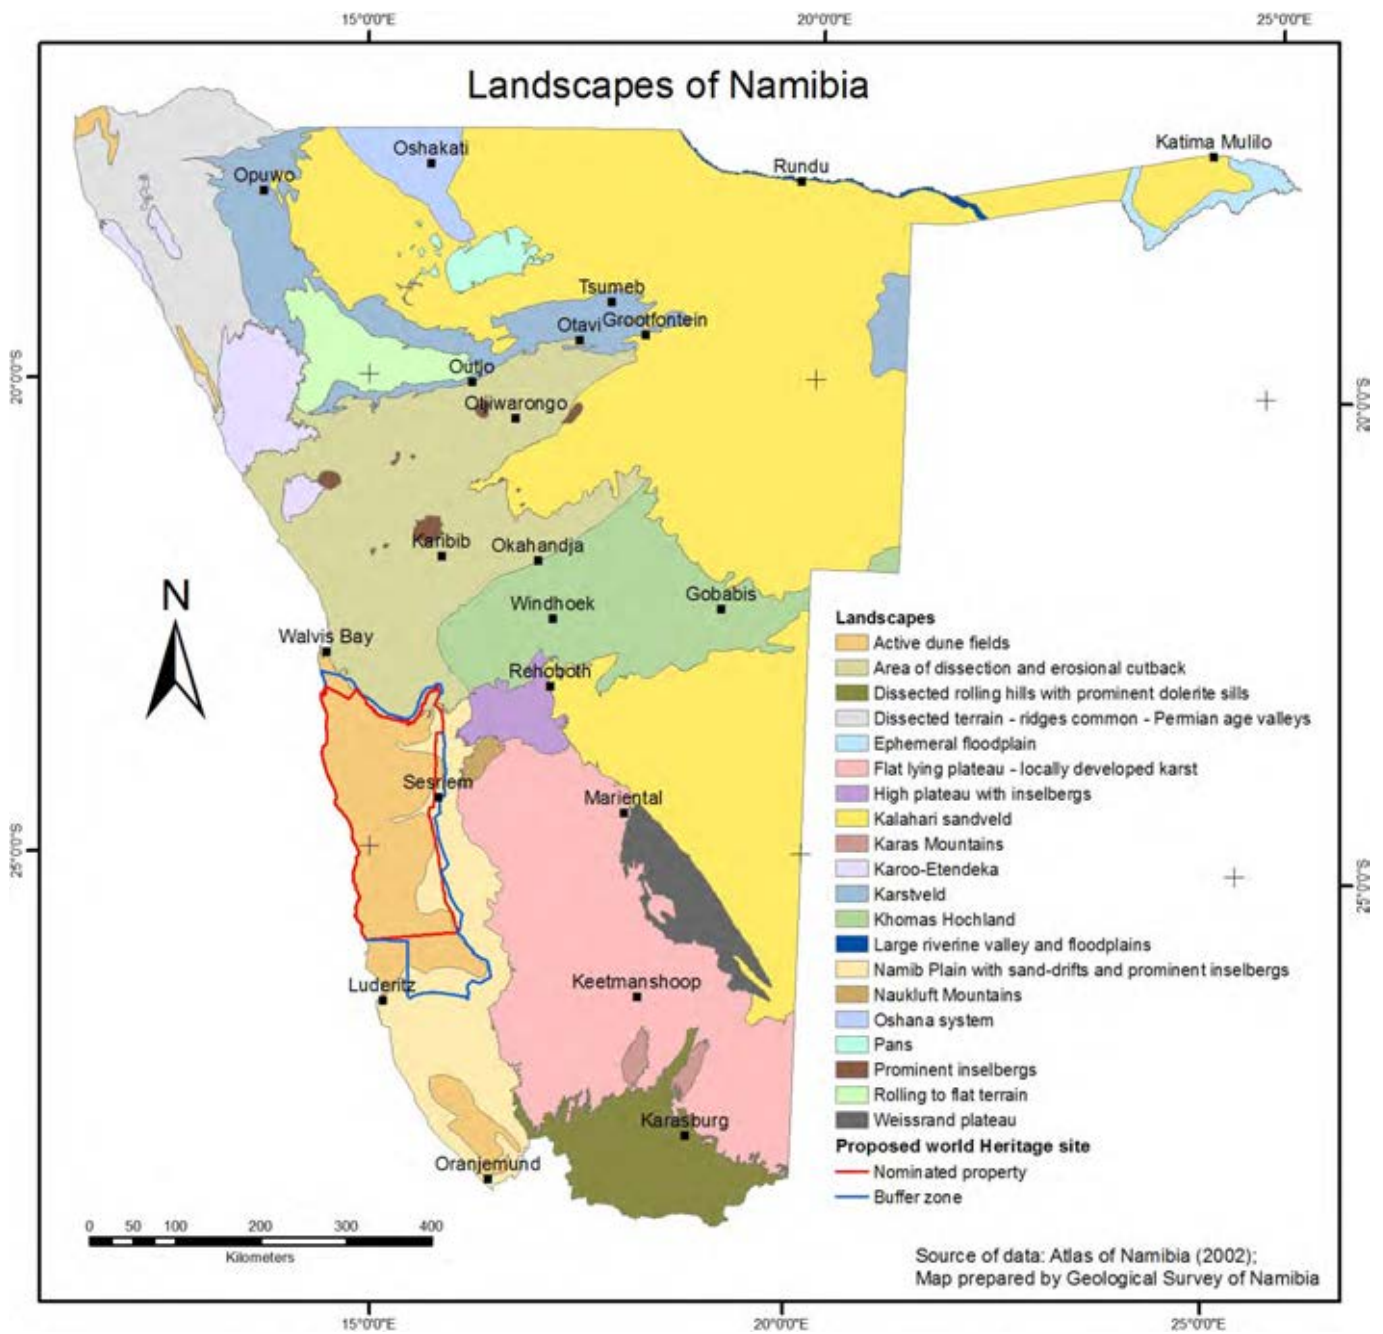 15°0'0"E 20°0'0"E 25°0'0"E
Landscapes of Namibia
Katima Mulilo
Oshakati
Rundu
Opuwo
Tsumeb
Otavi Grootfontein
20°0'0"S
Outjo
20°0'0"S
Otjiwarongo
Karibib Okahandja
N
Windhoek Gobabis
Walvis Bay
Rehoboth
Sesriem
Mariental
25°0'0"S
25°0'0"S
Luderitz
Keetmanshoop
Karasburg
Oranjemund
Landscapes
Active dune fields
Area of dissection and erosional cutback
Dissected rolling hills with prominent dolerite sills
Dissected terrain - ridges common - Permian age valleys
Ephemeral floodplain
Flat lying plateau - locally developed karst
High plateau with inselbergs
Kalahari sandveld
Karas Mountains
Karoo-Etendeka
Karstveld
Khomas Hochland
Large riverine valley and floodplains
Namib Plain with sand-drifts and prominent inselbergs
Naukluft Mountains
Oshana system
Pans
Prominent inselbergs
Rolling to flat terrain
Weissrand plateau
Proposed world Heritage site
Nominated property
Buffer zone
0 50 100 200 300 400
Kilometers
Source of data: Atlas of Namibia (2002);
Map prepared by Geological Survey of Namibia
15°0'0"E 20°0'0"E 25°0'0"E